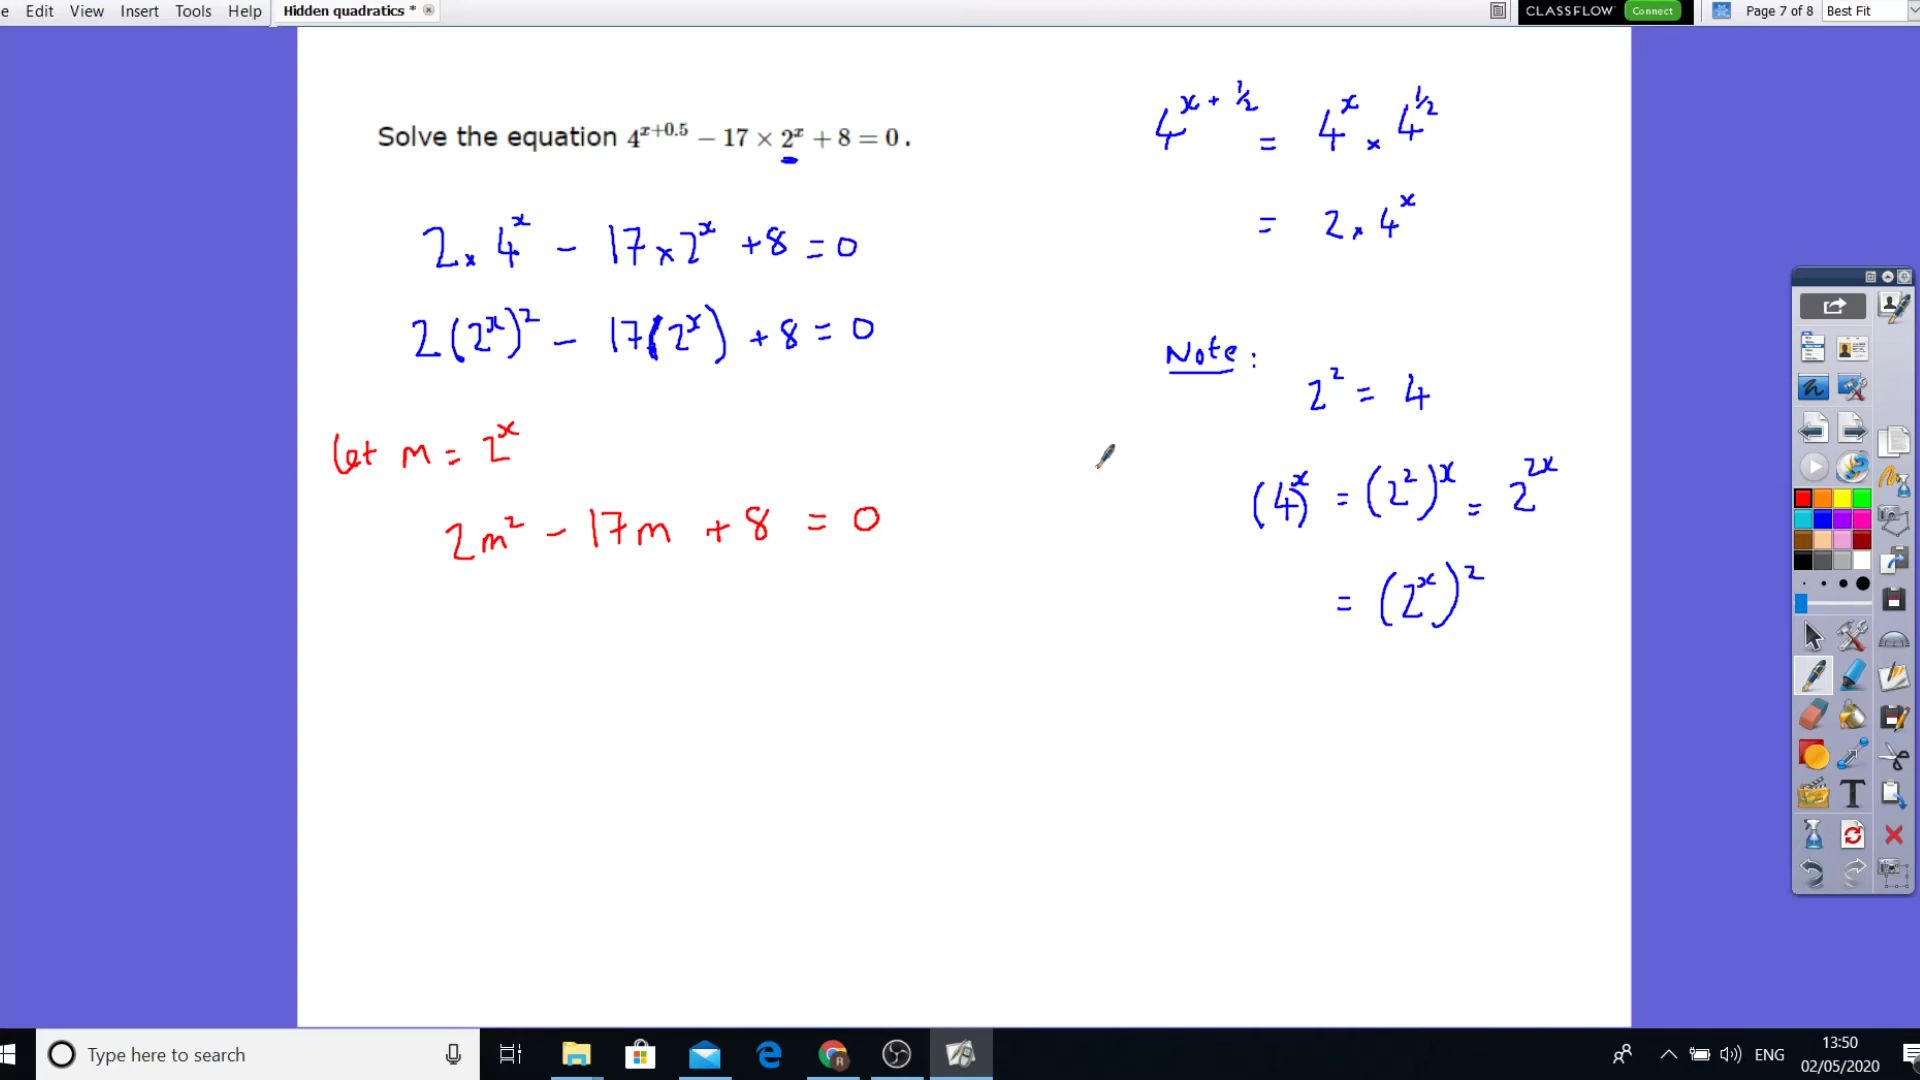 e Edit View Insert Tools Help Hidden quadratics * CLASSFLOW Connect Page 7 of 8 Best Fit
Solve the equation 4^{x+0.5} − 17 × 2^x + 8 = 0 .
2 × 4^x − 17 × 2^x + 8 = 0
2(2^x)^2 − 17(2^x) + 8 = 0
let m = 2^x
2m^2 − 17m + 8 = 0
4^{x + 1/2} = 4^x × 4^{1/2}
= 2 × 4^x
Note :
2^2 = 4
(4)^x = (2^2)^x = 2^{2x}
= (2^x)^2
Type here to search
R
ENG
13:50
02/05/2020